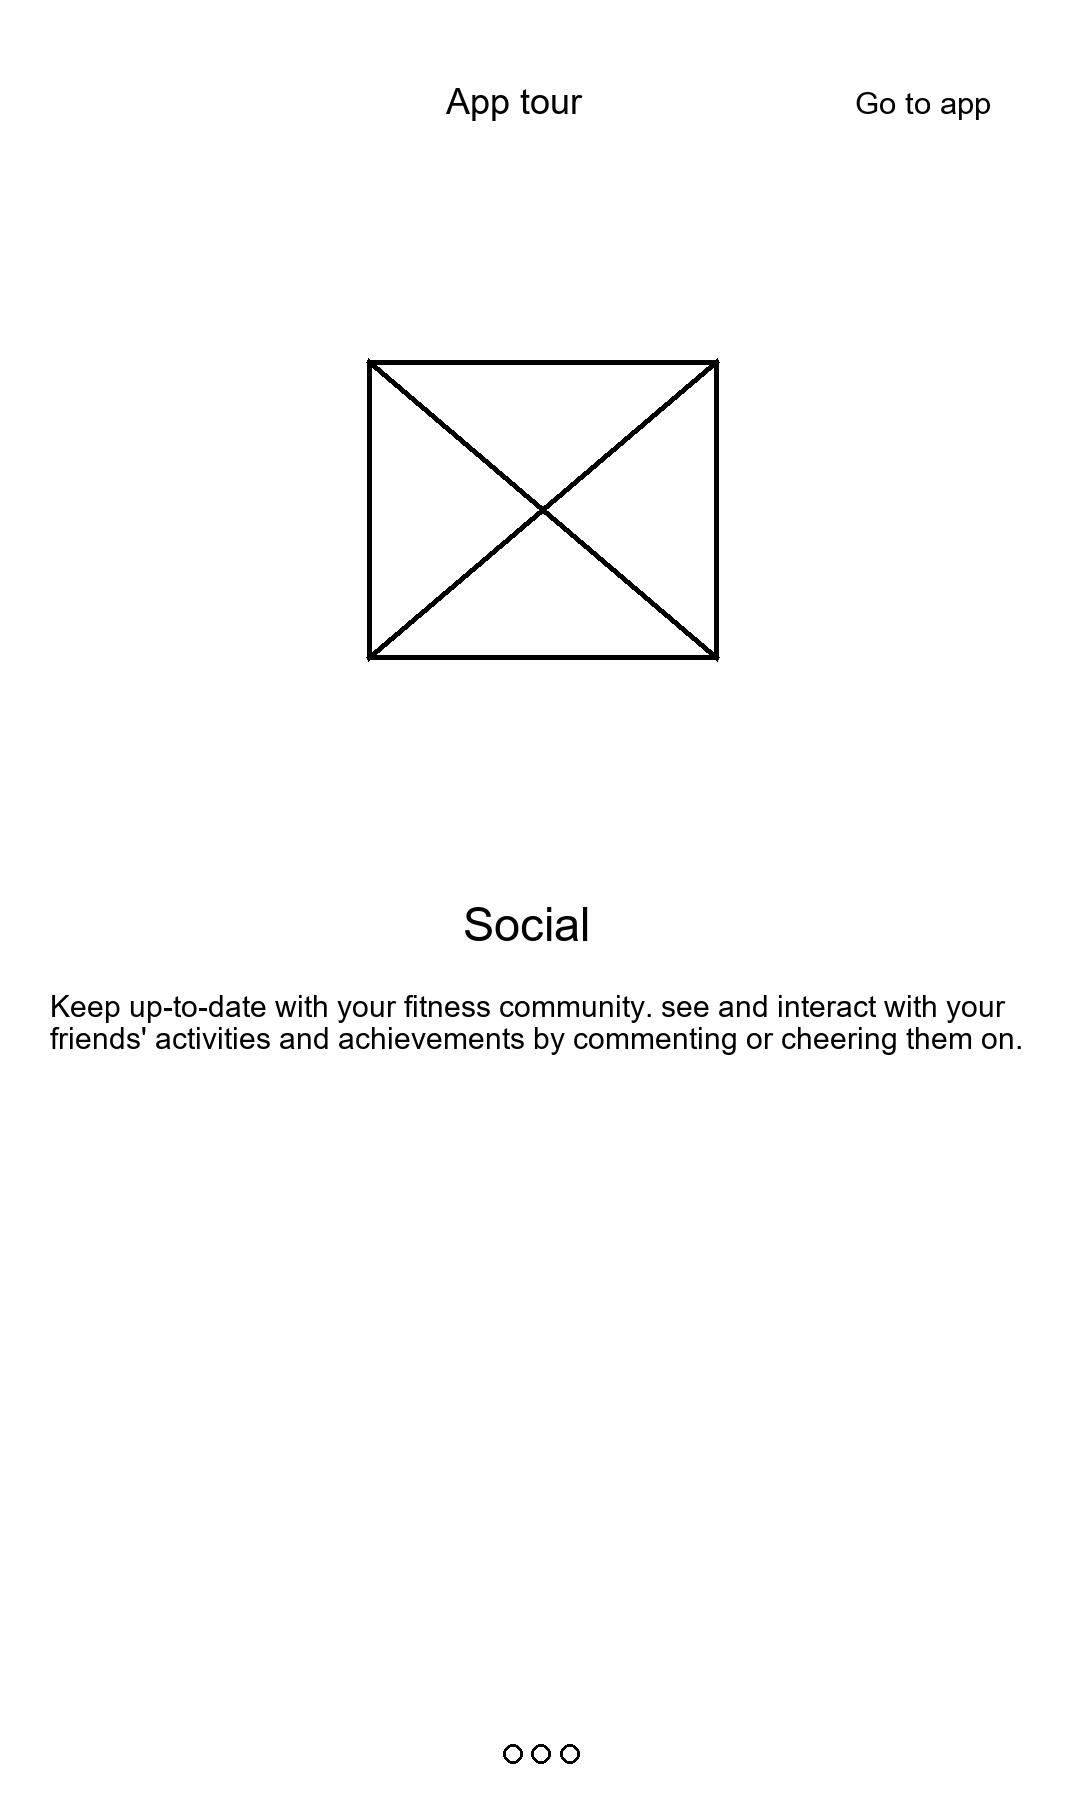 App tour
Go to app
Social
Keep up-to-date with your fitness community. see and interact with your
friends' activities and achievements by commenting or cheering them on.